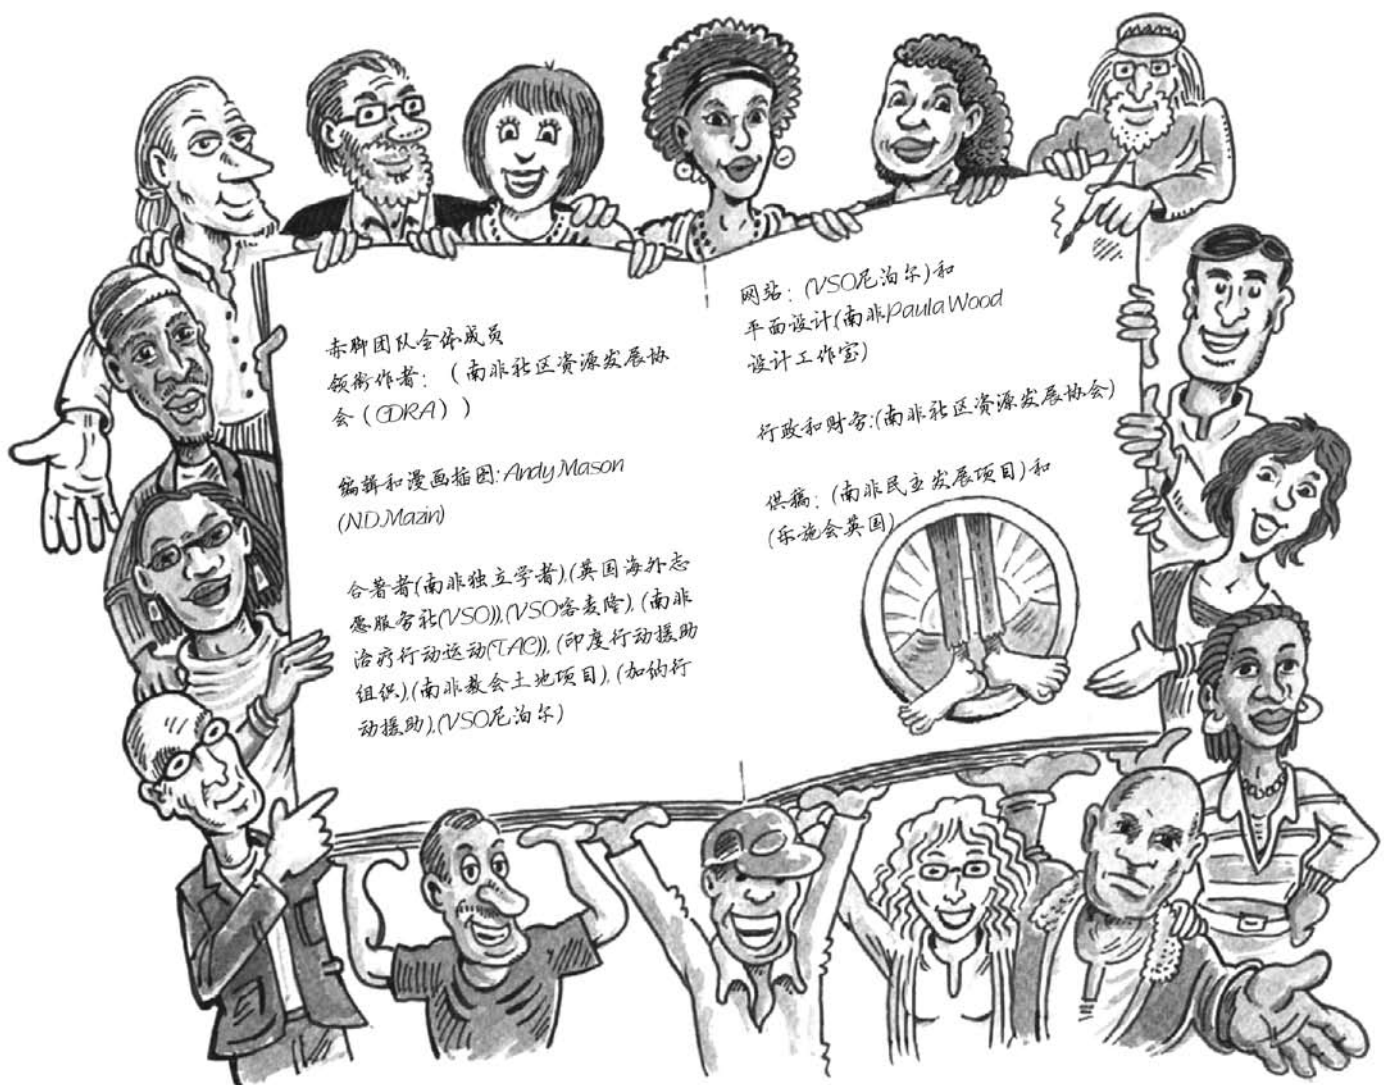 赤脚团队全体成员
领衔作者：（南非社区资源发展协
会（CDRA））
编辑和漫画插图:Andy Mason
(N.D.Mazin)
合著者(南非独立学者),(英国海外志
愿服务社(VSO)),(VSO喀麦隆),(南非
治疗行动运动(TAC)),(印度行动援助
组织),(南非教会土地项目),(加纳行
动援助),(VSO尼泊尔)
网站：(VSO尼泊尔)和
平面设计(南非Paula Wood
设计工作室)
行政和财务:(南非社区资源发展协会)
供稿：(南非民主发展项目)和
(乐施会英国)